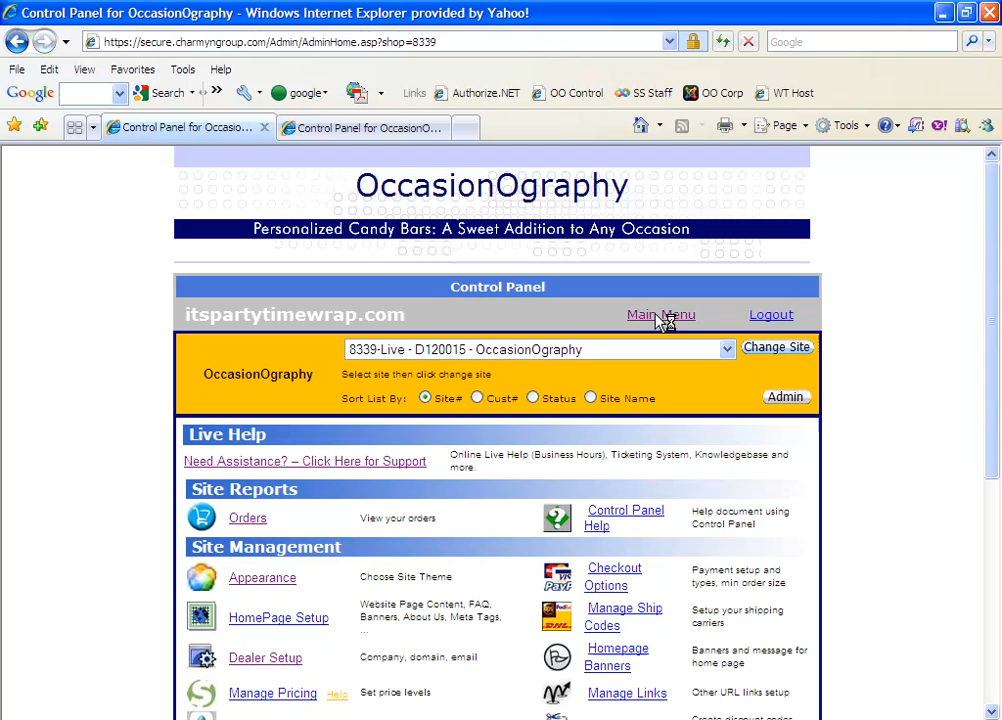 Control Panel for OccasionOgraphy - Windows Internet Explorer provided by Yahoo!
https://secure.charmyngroup.com/Admin/AdminHome.asp?shop=8339 Google
File Edit View Favorites Tools Help
Google Search » google Links Authorize.NET OO Control SS Staff OO Corp WT Host
Control Panel for Occasio... Control Panel for OccasionO... Page Tools
OccasionOgraphy
Personalized Candy Bars: A Sweet Addition to Any Occasion
Control Panel
itspartytimewrap.com Main Menu Logout
8339-Live - D120015 - OccasionOgraphy Change Site
OccasionOgraphy Select site then click change site
Sort List By: Site# Cust# Status Site Name Admin
Live Help
Need Assistance? – Click Here for Support Online Live Help (Business Hours), Ticketing System, Knowledgebase and
more.
Site Reports
Orders View your orders
Control Panel
Help
Help document using
Control Panel
Site Management
Appearance Choose Site Theme
Checkout
Options
Payment setup and
types, min order size
HomePage Setup
Website Page Content, FAQ,
Banners, About Us, Meta Tags,
...
Manage Ship
Codes
Setup your shipping
carriers
Dealer Setup Company, domain, email
Homepage
Banners
Banners and message for
home page
Manage Pricing Help Set price levels
Manage Links Other URL links setup
Create discount codes